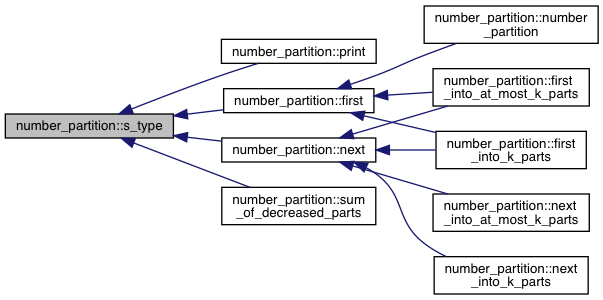 number_partition::s_type
number_partition::print
number_partition::first
number_partition::next
number_partition::sum
_of_decreased_parts
number_partition::number
_partition
number_partition::first
_into_at_most_k_parts
number_partition::first
_into_k_parts
number_partition::next
_into_at_most_k_parts
number_partition::next
_into_k_parts